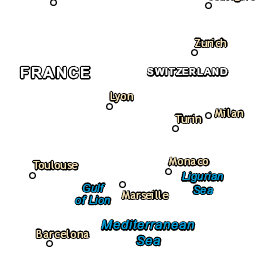 Zurich
FRANCE
SWITZERLAND
Lyon
Milan
Turin
Monaco
Toulouse
Ligurian
Sea
Gulf
of Lion
Marseille
Mediterranean
Sea
Barcelona